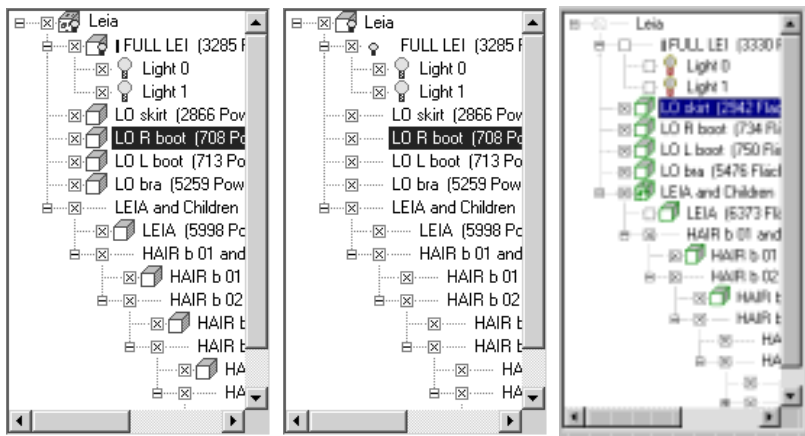 Leia
FULL LEI (3285 F
Light 0
Light 1
LO skirt (2866 Pow
LO R boot (708 Po
LO L boot (713 Po
LO bra (5259 Pow
LEIA and Children
LEIA (5998 Po
HAIR b 01 and
HAIR b 01
HAIR b 02
HAIR b
HAIR b
HA
HA
Leia
FULL LEI (3285 F
Light 0
Light 1
LO skirt (2866 Pow
LO R boot (708 Po
LO L boot (713 Po
LO bra (5259 Pow
LEIA and Children
LEIA (5998 Po
HAIR b 01 and
HAIR b 01
HAIR b 02
HAIR b
HAIR b
HA
HA
Leia
FULL LEI (3330 F
Light 0
Light 1
LO skirt (2942 Fläc
LO R boot (734 Flä
LO L boot (750 Flä
LO bra (5476 Fläcl
LEIA and Children
LEIA (6373 Flä
HAIR b 01 and
HAIR b 01
HAIR b 02
HAIR b
HAIR b
HA
HA